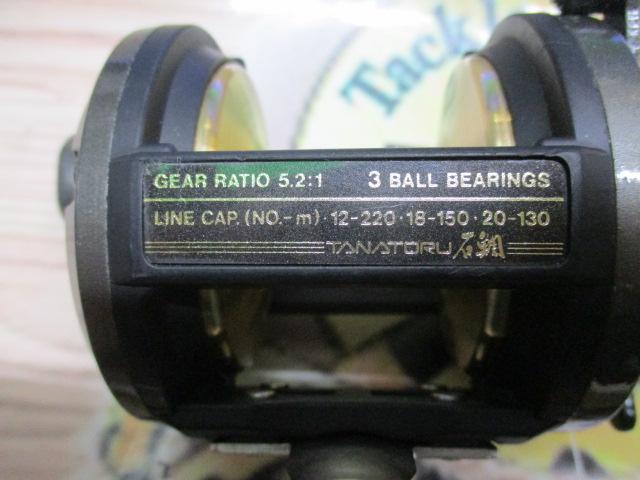 Tack
GEAR RATIO 5.2:1 3 BALL BEARINGS
LINE CAP. (NO.-m)·12-220·18-150·20-130
TANATORU 石鯛